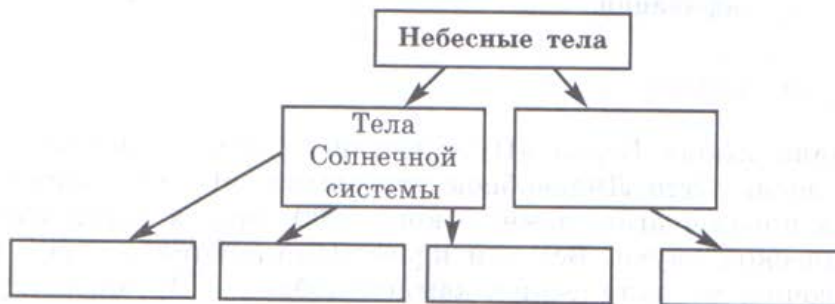 Небесные тела
Тела
Солнечной
системы